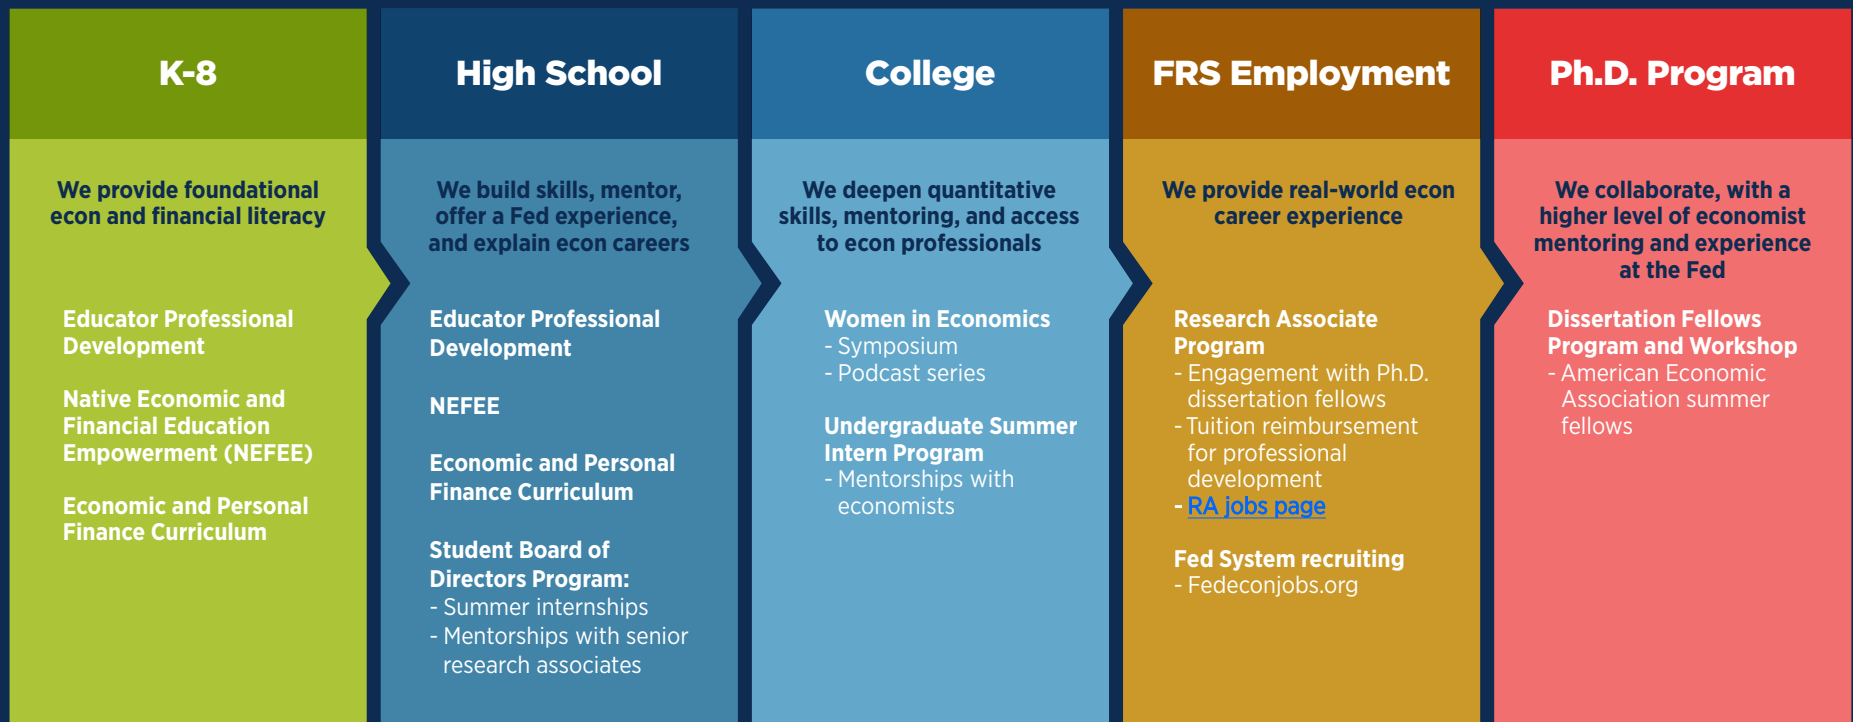 K-8
We provide foundational
econ and financial literacy
Educator Professional
Development
Native Economic and
Financial Education
Empowerment (NEFEE)
Economic and Personal
Finance Curriculum
High School
We build skills, mentor,
offer a Fed experience,
and explain econ careers
Educator Professional
Development
NEFEE
Economic and Personal
Finance Curriculum
Student Board of
Directors Program:
- Summer internships
- Mentorships with senior
research associates
College
We deepen quantitative
skills, mentoring, and access
to econ professionals
Women in Economics
- Symposium
- Podcast series
Undergraduate Summer
Intern Program
- Mentorships with
economists
FRS Employment
We provide real-world econ
career experience
Research Associate
Program
- Engagement with Ph.D.
dissertation fellows
- Tuition reimbursement
for professional
development
- RA jobs page
Fed System recruiting
- Fedeconjobs.org
Ph.D. Program
We collaborate, with a
higher level of economist
mentoring and experience
at the Fed
Dissertation Fellows
Program and Workshop
- American Economic
Association summer
fellows